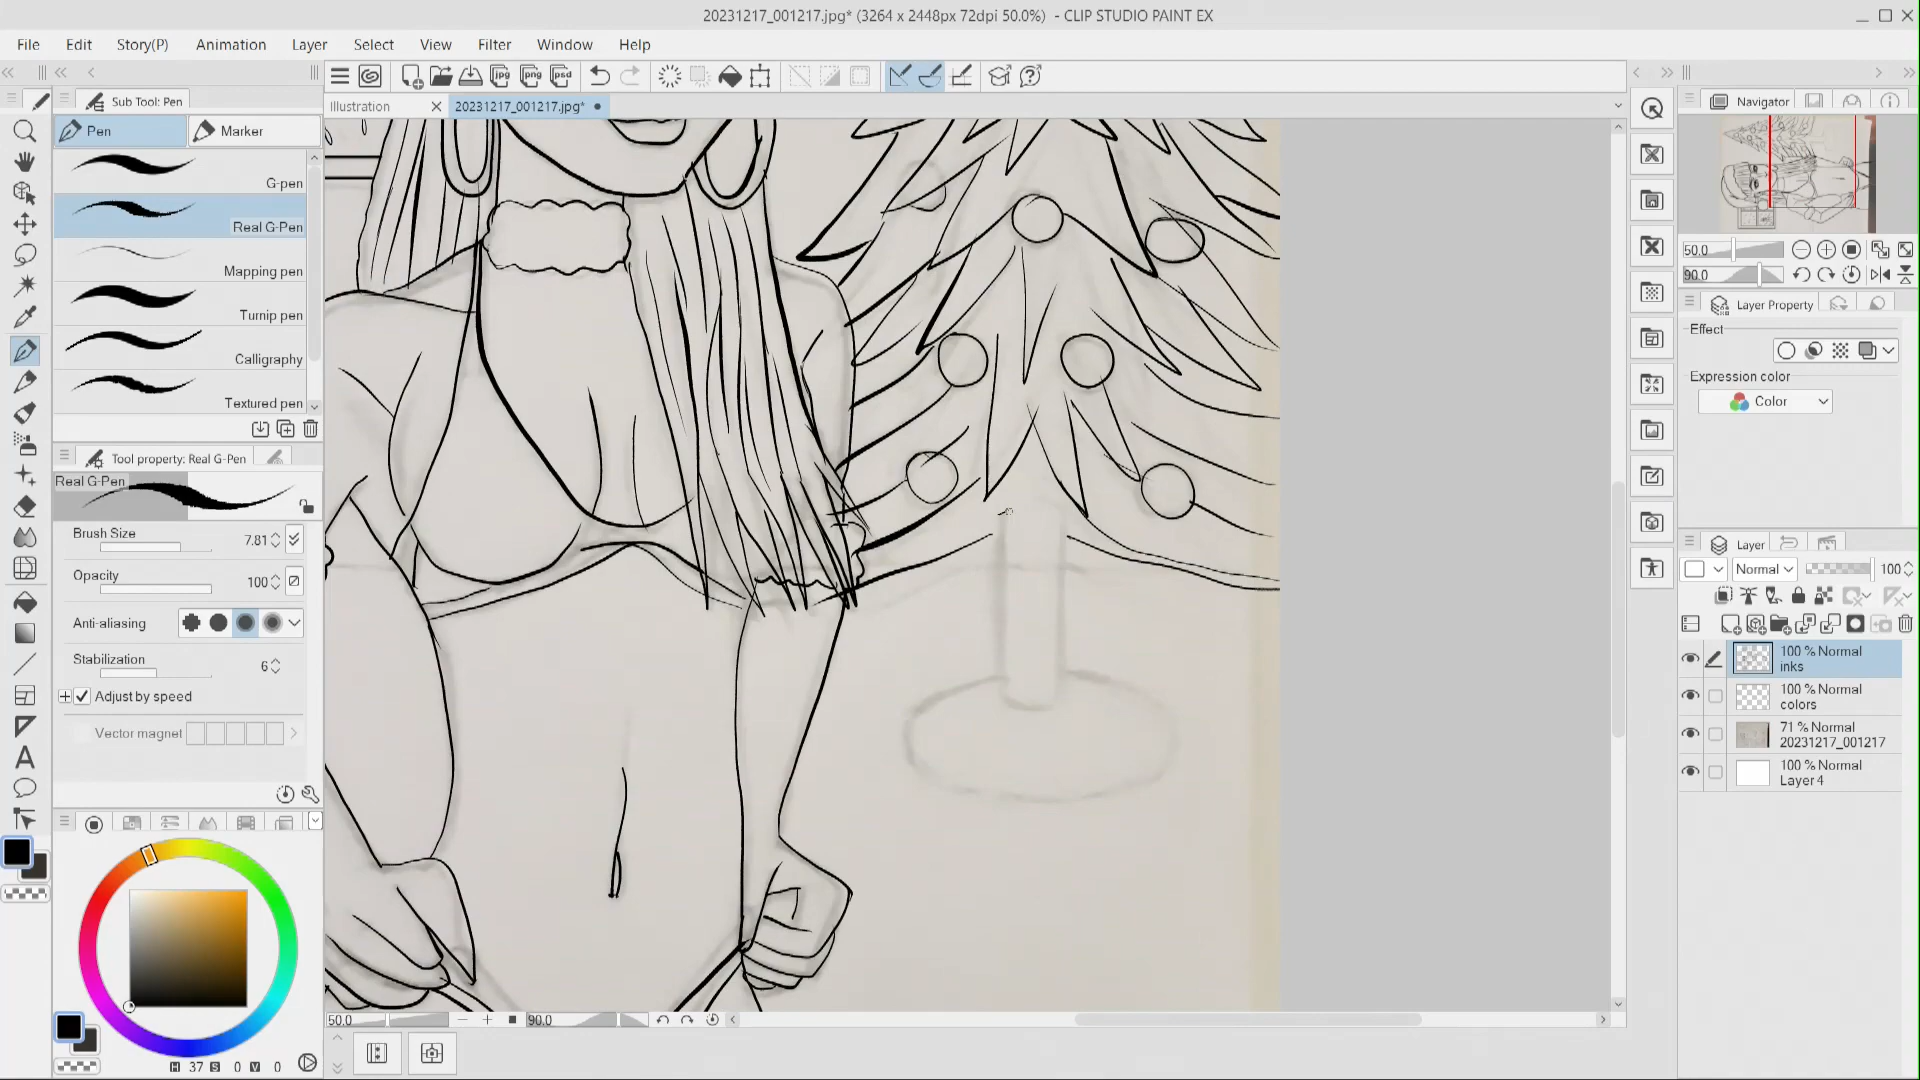 20231217_001217.jpg* (3264 x 2448px 72dpi 50.0%) - CLIP STUDIO PAINT EX
File Edit Story(P) Animation Layer Select View Filter Window Help
Sub Tool: Pen
Illustration
20231217_001217.jpg*
Navigator
Pen
Marker
G-pen
Real G-Pen
Mapping pen
Turnip pen
Calligraphy
Textured pen
Tool property: Real G-Pen
Real G-Pen
Brush Size 7.81
Opacity 100
Anti-aliasing
Stabilization 6
Adjust by speed
Vector magnet
H 37 S 0 V 0
50.0
90.0
50.0
90.0
Layer Property
Effect
Expression color
Color
Layer
Normal 100
100 % Normal
inks
100 % Normal
colors
71 % Normal
20231217_001217
100 % Normal
Layer 4